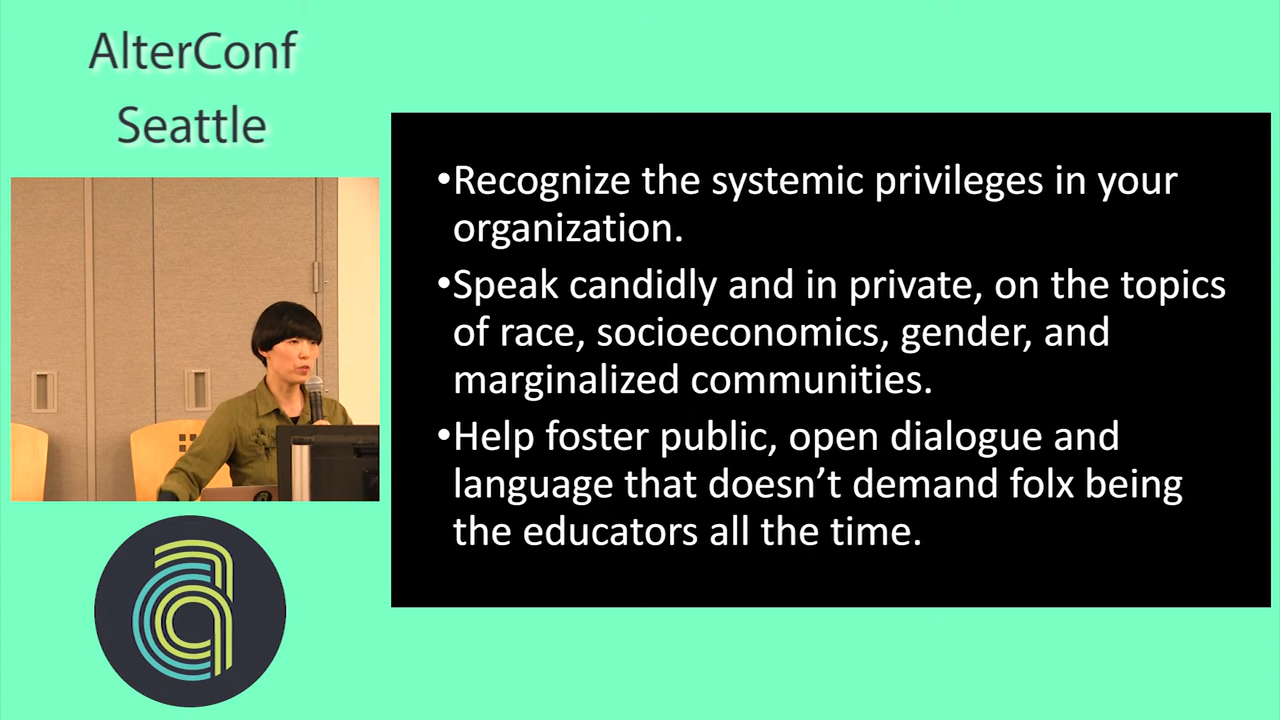 AlterConf
Seattle
•Recognize the systemic privileges in your
organization.
•Speak candidly and in private, on the topics
of race, socioeconomics, gender, and
marginalized communities.
•Help foster public, open dialogue and
language that doesn’t demand folx being
the educators all the time.